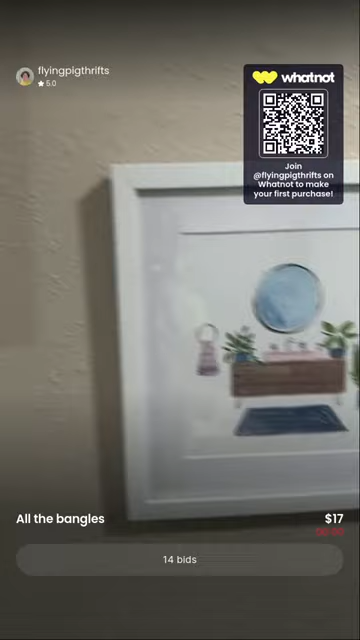 flyingpigthrifts
5.0
whatnot
Join
@flyingpigthrifts on
Whatnot to make
your first purchase!
All the bangles
$17
14 bids